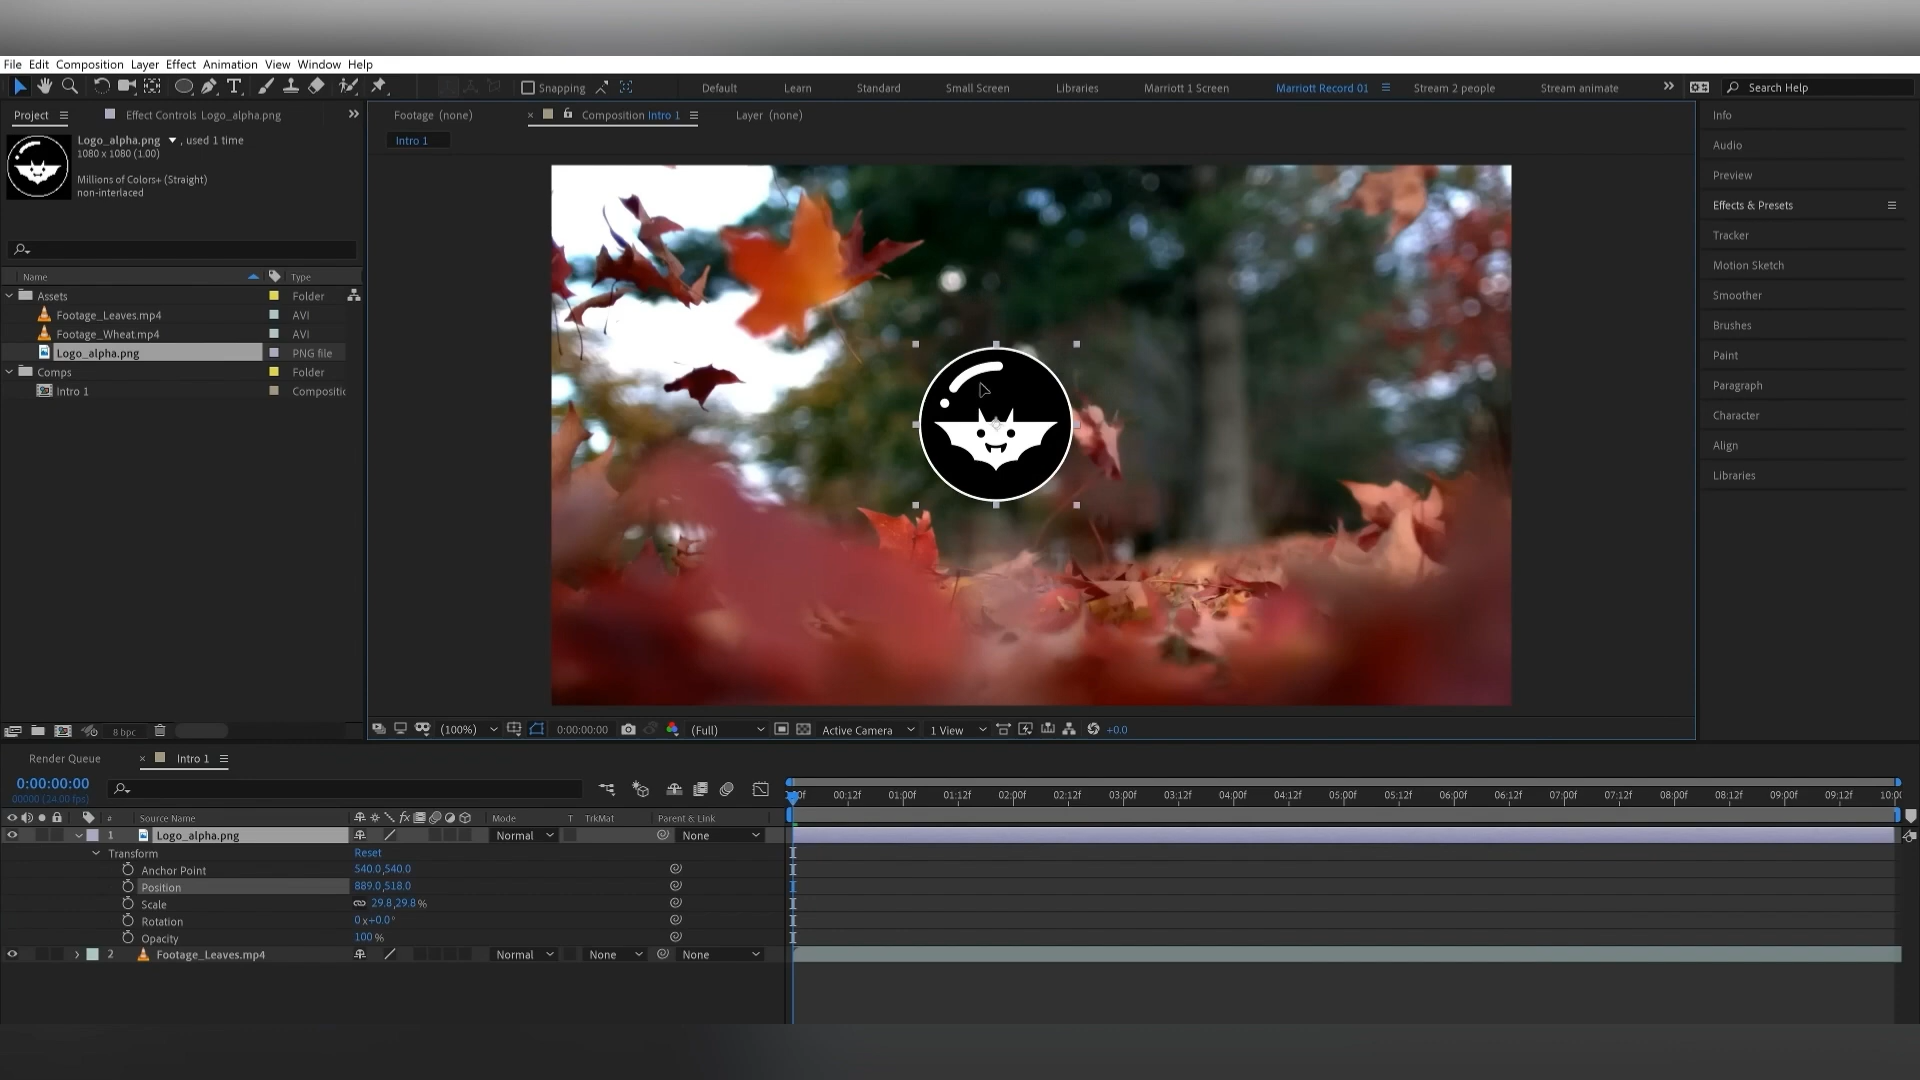 File Edit Composition Layer Effect Animation View Window Help
Snapping
Default Learn Standard Small Screen Libraries Marriott 1 Screen Marriott Record 01 Stream 2 people Stream animate
Search Help
Project Effect Controls Logo_alpha.png
Logo_alpha.png , used 1 time
1080 x 1080 (1.00)
Millions of Colors+ (Straight)
non-interlaced
Name Type
Assets Folder
Footage_Leaves.mp4 AVI
Footage_Wheat.mp4 AVI
Logo_alpha.png PNG file
Comps Folder
Intro 1 Compositic
8 bpc
Footage (none) × Composition Intro 1 Layer (none)
Intro 1
(100%) 0:00:00:00 (Full) Active Camera 1 View +0.0
Info
Audio
Preview
Effects & Presets
Tracker
Motion Sketch
Smoother
Brushes
Paint
Paragraph
Character
Align
Libraries
Render Queue × Intro 1
0:00:00:00
00000 (24.00 fps)
:00f 00:12f 01:00f 01:12f 02:00f 02:12f 03:00f 03:12f 04:00f 04:12f 05:00f 05:12f 06:00f 06:12f 07:00f 07:12f 08:00f 08:12f 09:00f 09:12f 10:0(
# Source Name fx Mode T TrkMat Parent & Link
1 Logo_alpha.png Normal None
Transform Reset
Anchor Point 540.0,540.0
Position 889.0,518.0
Scale 29.8,29.8 %
Rotation 0 x+0.0°
Opacity 100 %
2 Footage_Leaves.mp4 Normal None None